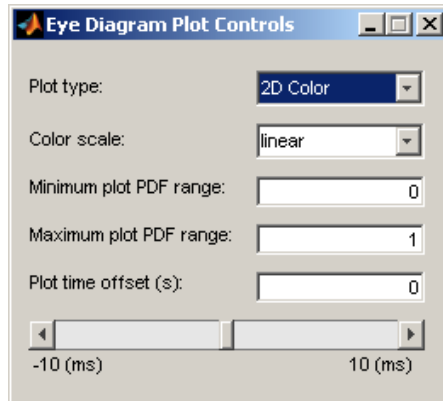 Eye Diagram Plot Controls
Plot type: 2D Color
Color scale: linear
Minimum plot PDF range: 0
Maximum plot PDF range: 1
Plot time offset (s): 0
-10 (ms) 10 (ms)